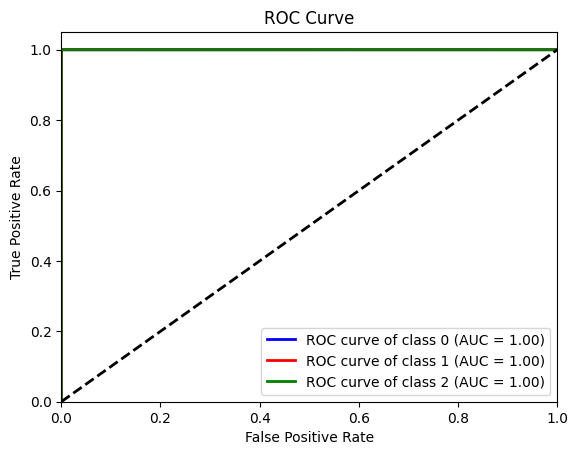 ROC Curve
True Positive Rate
1.0
0.8
0.6
0.4
0.2
0.0
ROC curve of class 0 (AUC = 1.00)
ROC curve of class 1 (AUC = 1.00)
ROC curve of class 2 (AUC = 1.00)
0.0 0.2 0.4 0.6 0.8 1.0
False Positive Rate